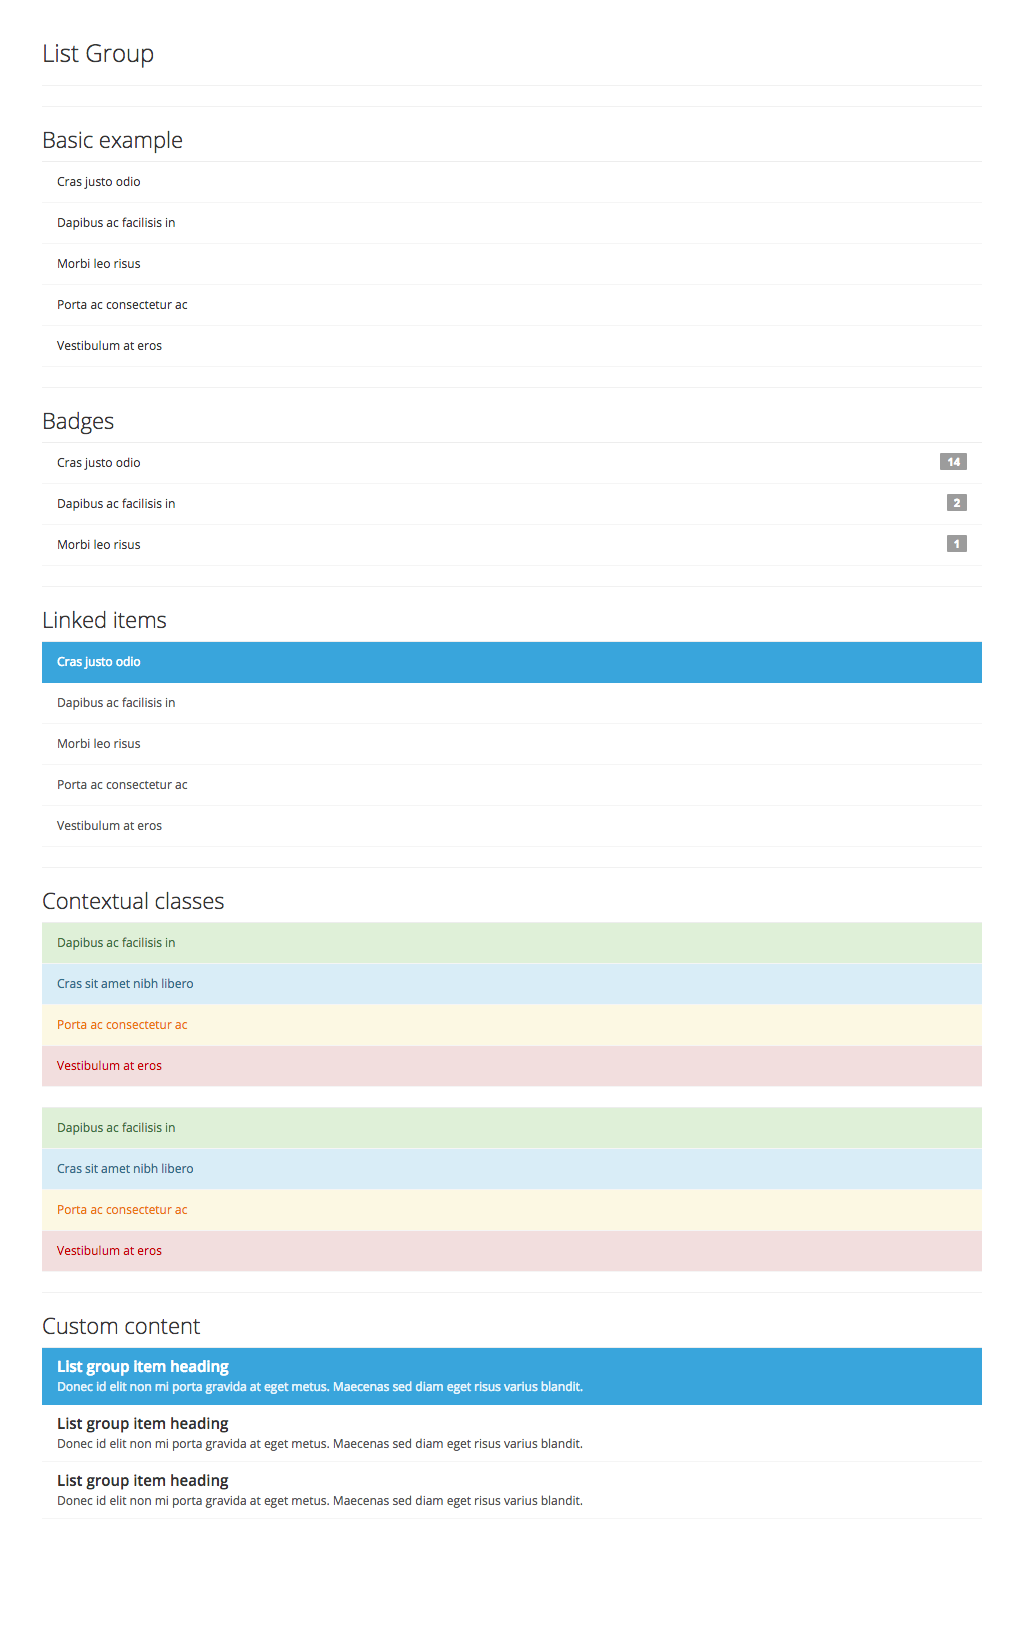 List Group
Basic example
Cras justo odio
Dapibus ac facilisis in
Morbi leo risus
Porta ac consectetur ac
Vestibulum at eros
Badges
Cras justo odio 14
Dapibus ac facilisis in 2
Morbi leo risus 1
Linked items
Cras justo odio
Dapibus ac facilisis in
Morbi leo risus
Porta ac consectetur ac
Vestibulum at eros
Contextual classes
Dapibus ac facilisis in
Cras sit amet nibh libero
Porta ac consectetur ac
Vestibulum at eros
Dapibus ac facilisis in
Cras sit amet nibh libero
Porta ac consectetur ac
Vestibulum at eros
Custom content
List group item heading
Donec id elit non mi porta gravida at eget metus. Maecenas sed diam eget risus varius blandit.
List group item heading
Donec id elit non mi porta gravida at eget metus. Maecenas sed diam eget risus varius blandit.
List group item heading
Donec id elit non mi porta gravida at eget metus. Maecenas sed diam eget risus varius blandit.